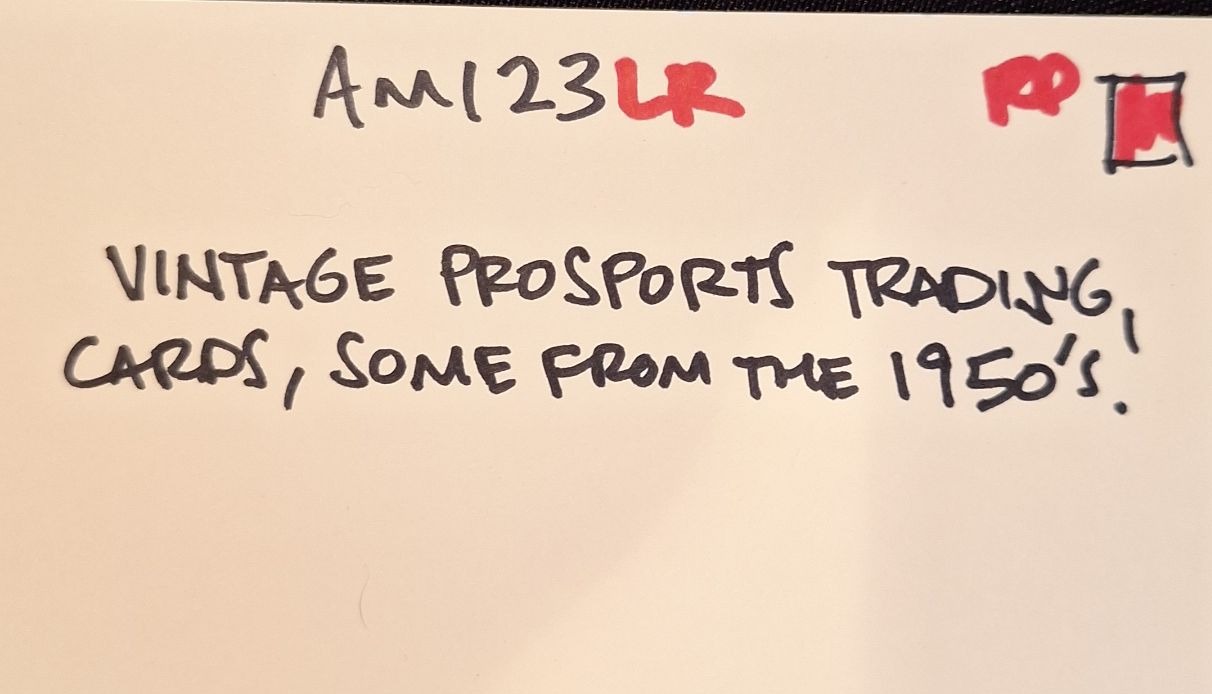 AM123LR RP
VINTAGE PROSPORTS TRADING
CARDS, SOME FROM THE 1950's!